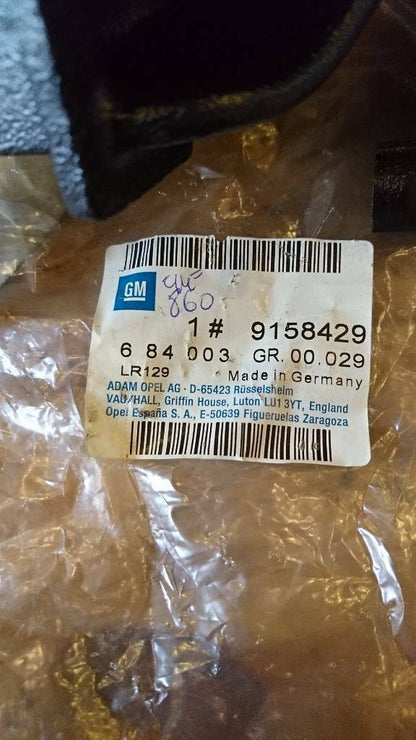 GM
860
1 # 9158429
6 84 003 GR. 00.029
LR129 Made in Germany
ADAM OPEL AG · D-65423 Rüsselsheim
VAUXHALL, Griffin House, Luton LU1 3YT, England
Opel España S. A., E-50639 Figueruelas Zaragoza